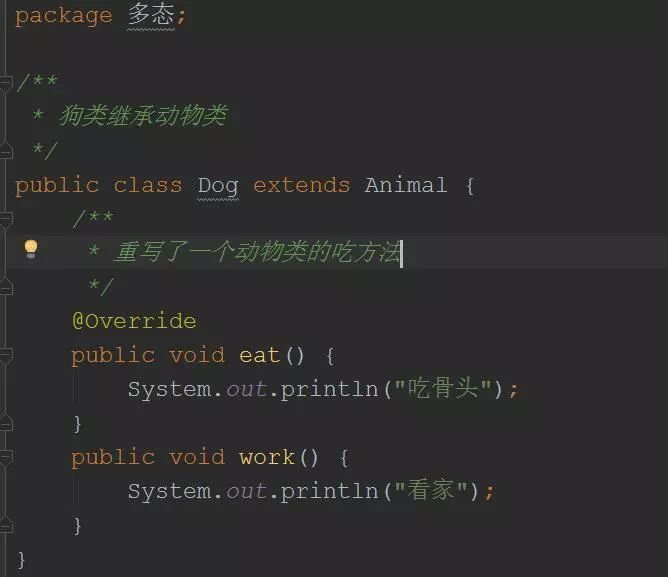 package 多态;
/**
 * 狗类继承动物类
 */
public class Dog extends Animal {
    /**
     * 重写了一个动物类的吃方法
     */
    @Override
    public void eat() {
        System.out.println("吃骨头");
    }
    public void work() {
        System.out.println("看家");
    }
}